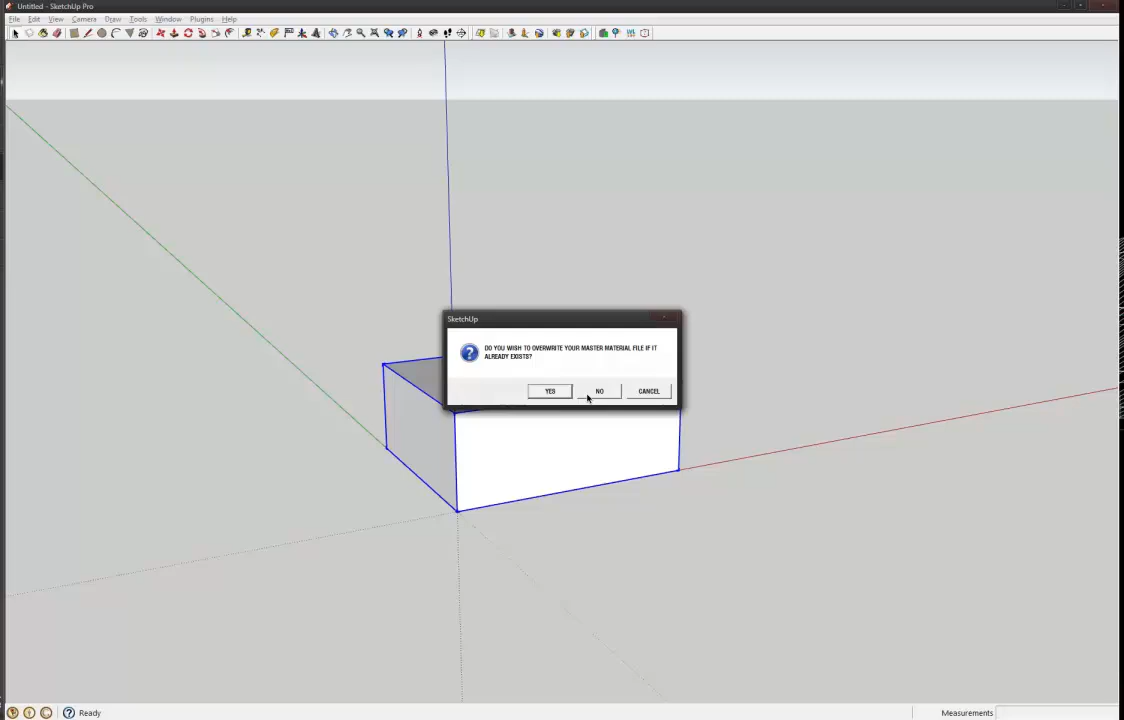 Untitled - SketchUp Pro
File Edit View Camera Draw Tools Window Plugins Help
SketchUp
DO YOU WISH TO OVERWRITE YOUR MASTER MATERIAL FILE IF IT
ALREADY EXISTS?
YES NO CANCEL
Ready Measurements